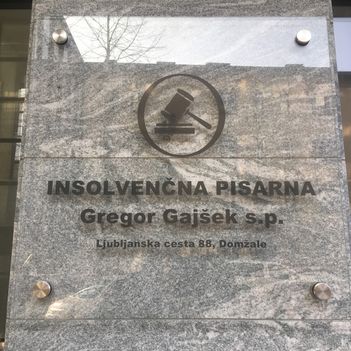 INSOLVENČNA PISARNA
Gregor Gajšek s.p.
Ljubljanska cesta 88, Domžale